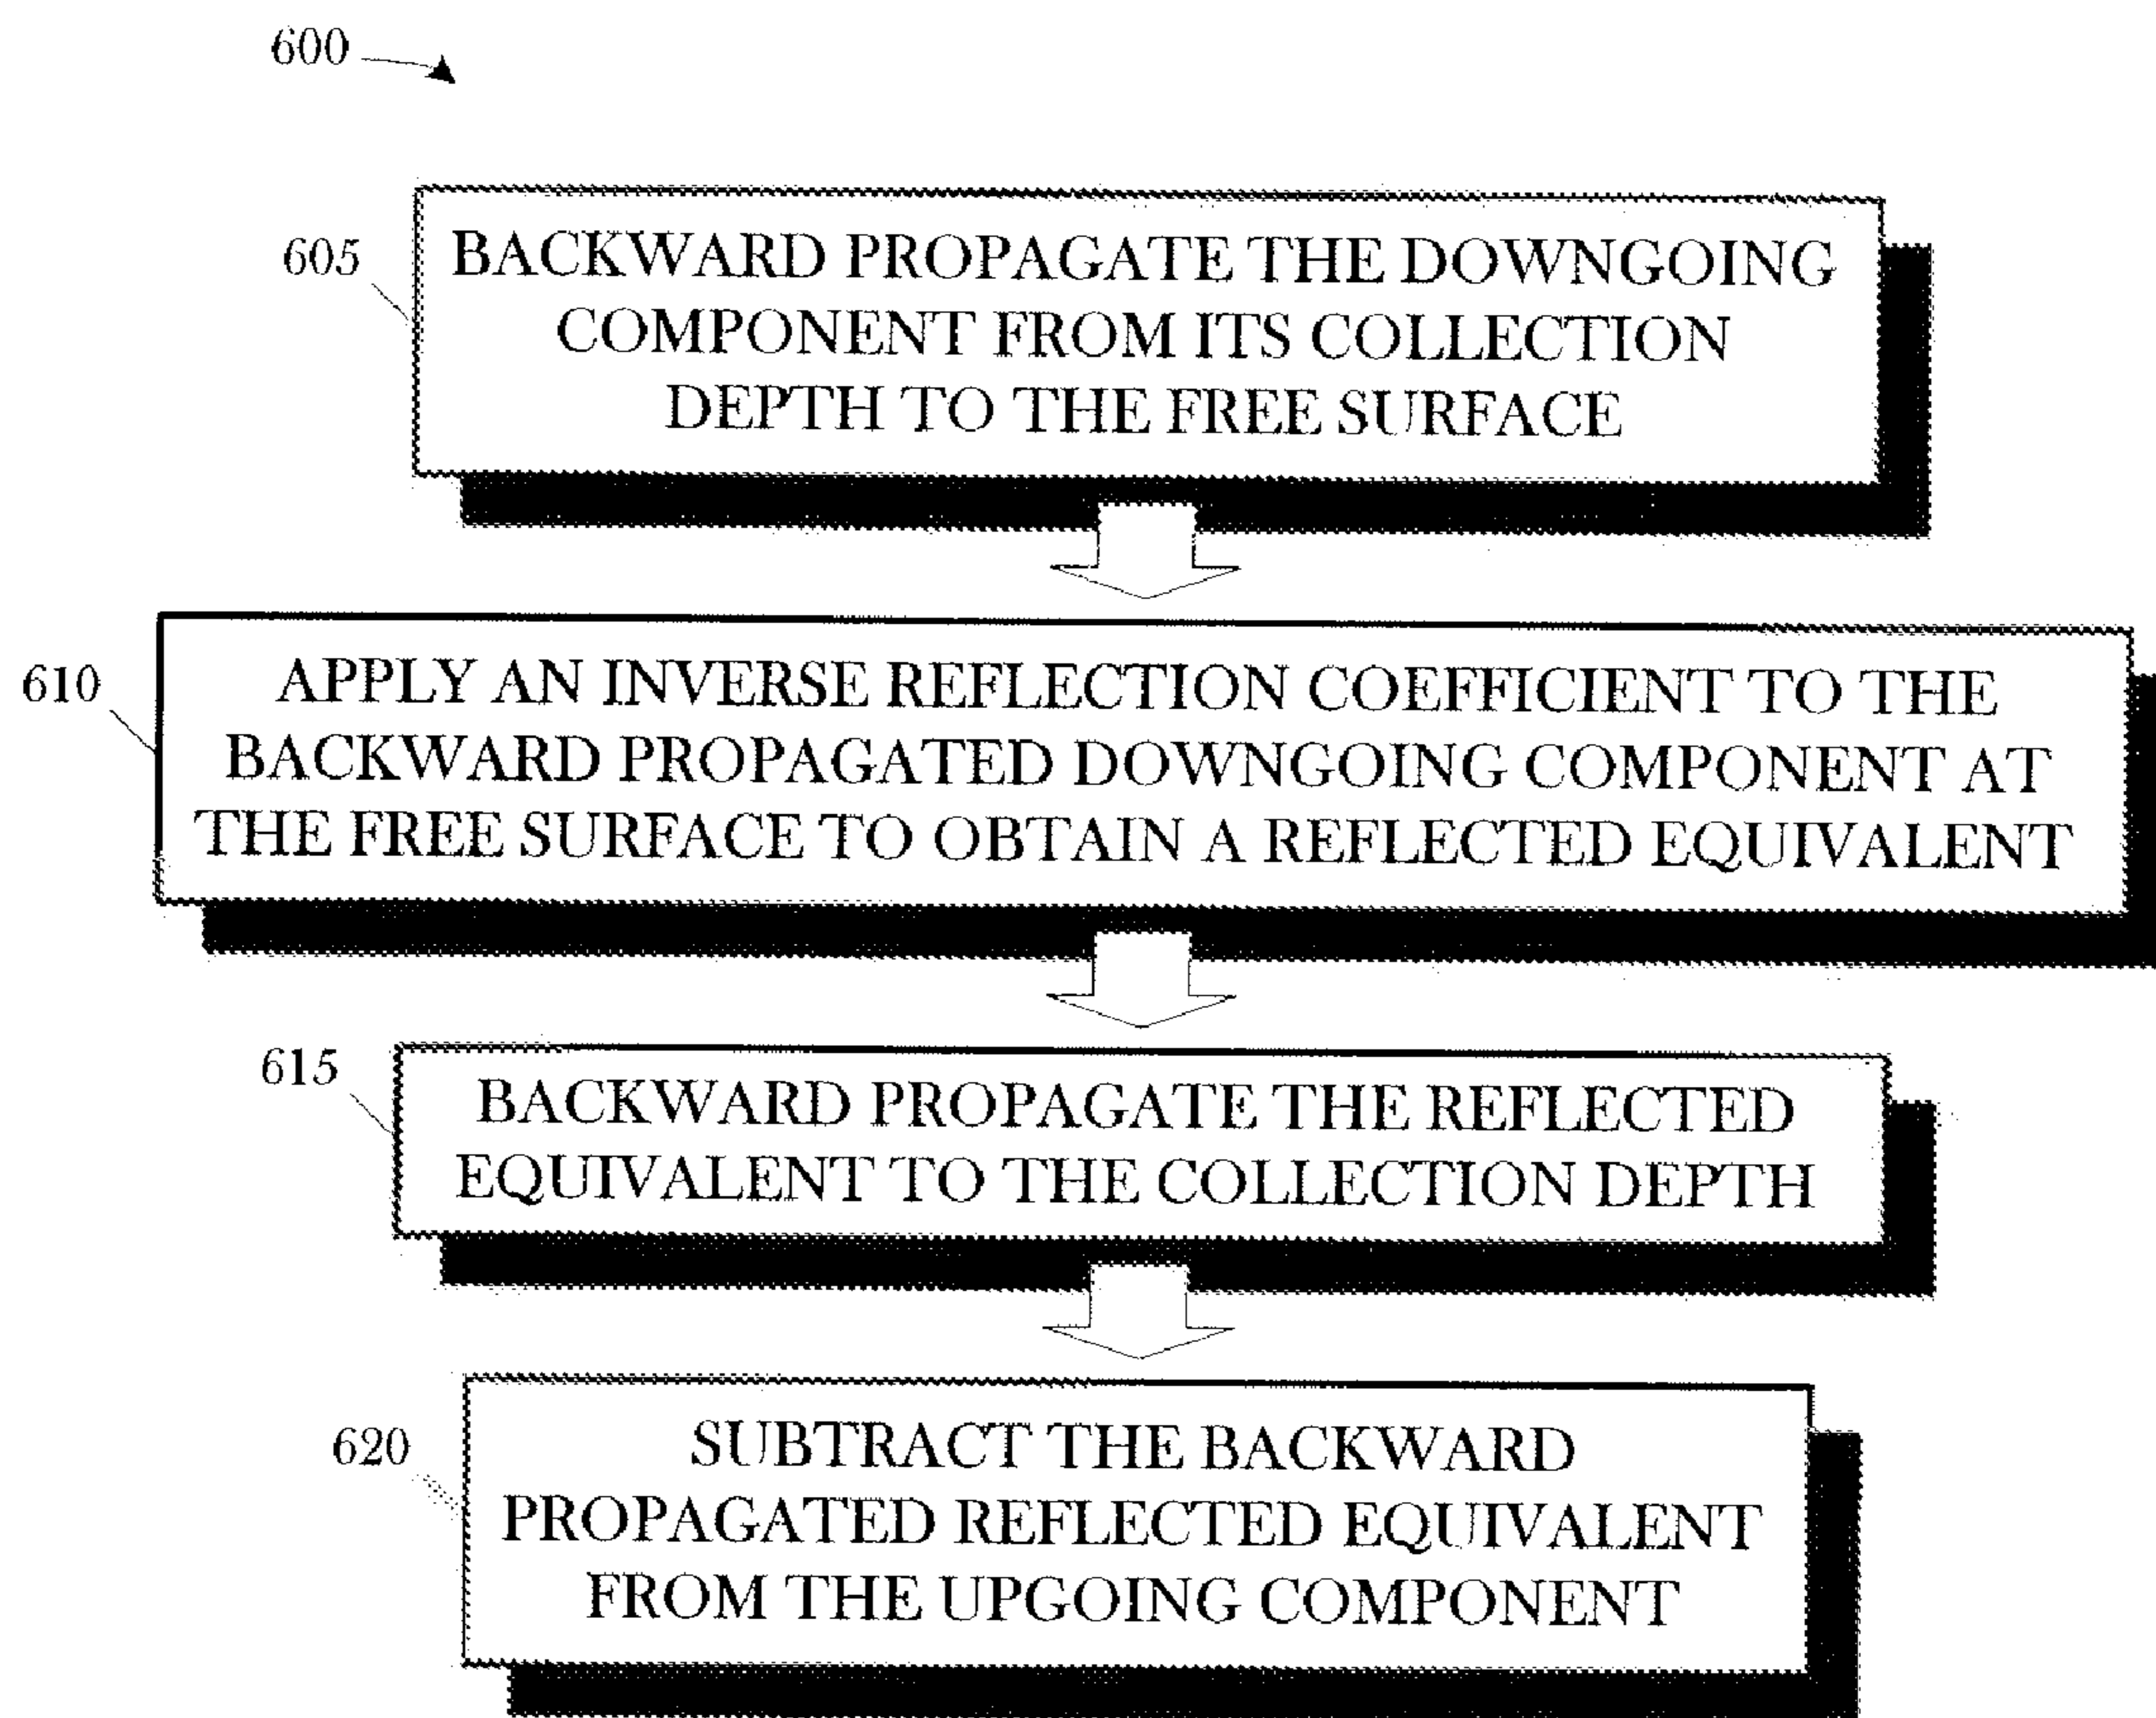 600
605
BACKWARD PROPAGATE THE DOWNGOING
COMPONENT FROM ITS COLLECTION
DEPTH TO THE FREE SURFACE
610
APPLY AN INVERSE REFLECTION COEFFICIENT TO THE
BACKWARD PROPAGATED DOWNGOING COMPONENT AT
THE FREE SURFACE TO OBTAIN A REFLECTED EQUIVALENT
615
BACKWARD PROPAGATE THE REFLECTED
EQUIVALENT TO THE COLLECTION DEPTH
620
SUBTRACT THE BACKWARD
PROPAGATED REFLECTED EQUIVALENT
FROM THE UPGOING COMPONENT